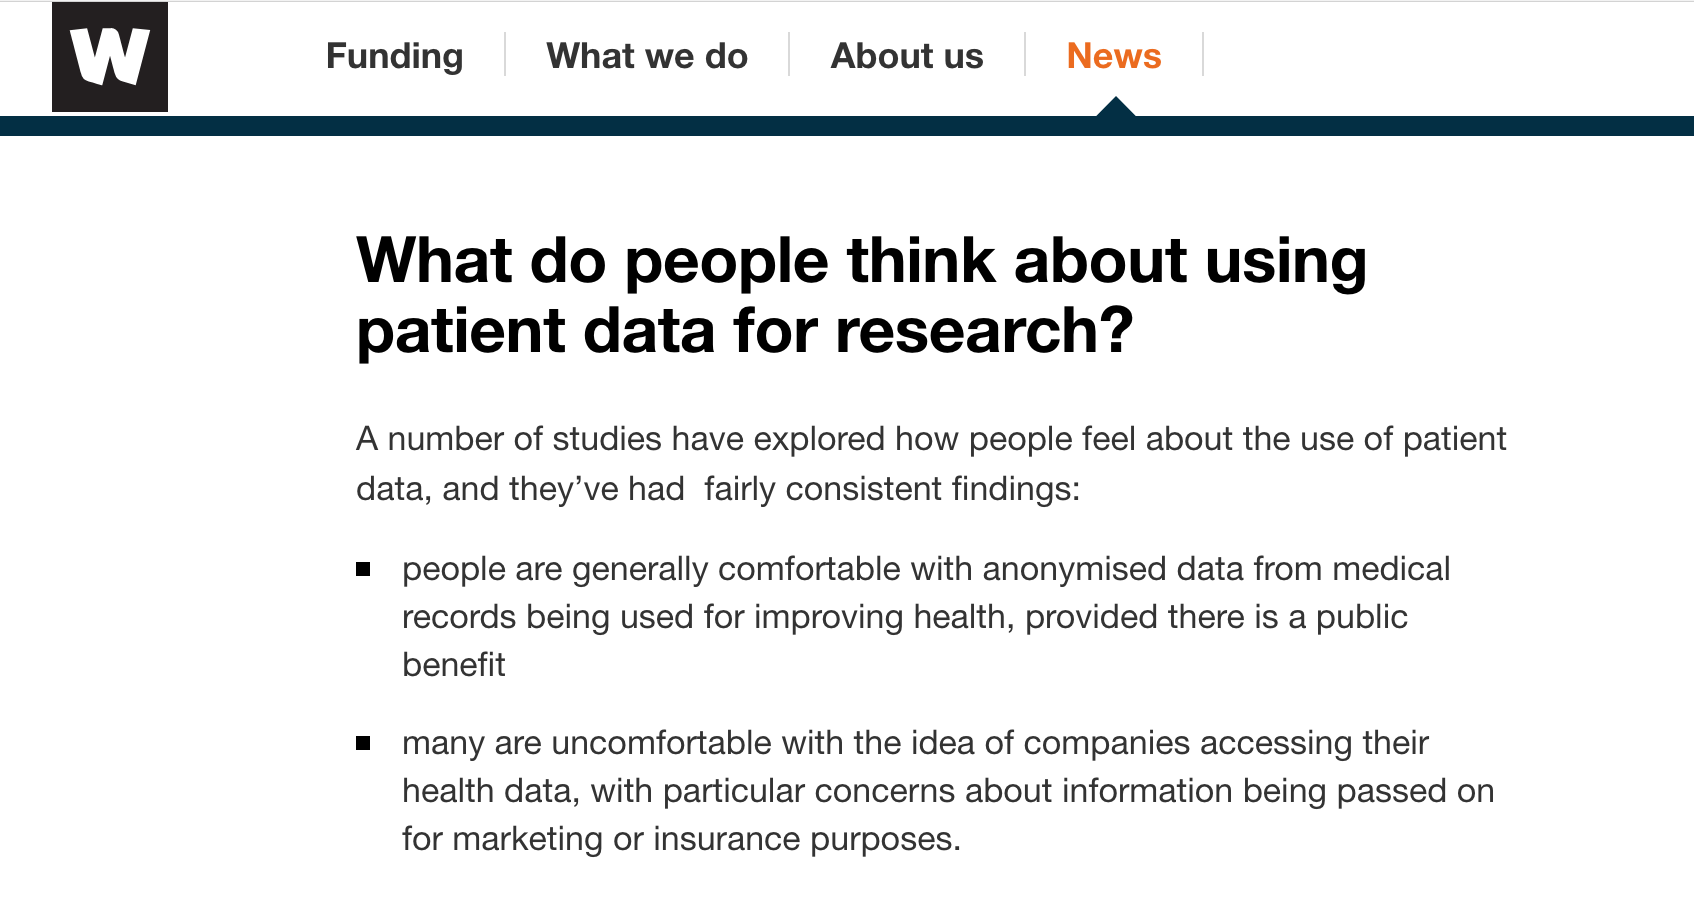 W
Funding
What we do
About us
News
What do people think about using
patient data for research?
A number of studies have explored how people feel about the use of patient
data, and they’ve had  fairly consistent findings:
people are generally comfortable with anonymised data from medical
records being used for improving health, provided there is a public
benefit
many are uncomfortable with the idea of companies accessing their
health data, with particular concerns about information being passed on
for marketing or insurance purposes.